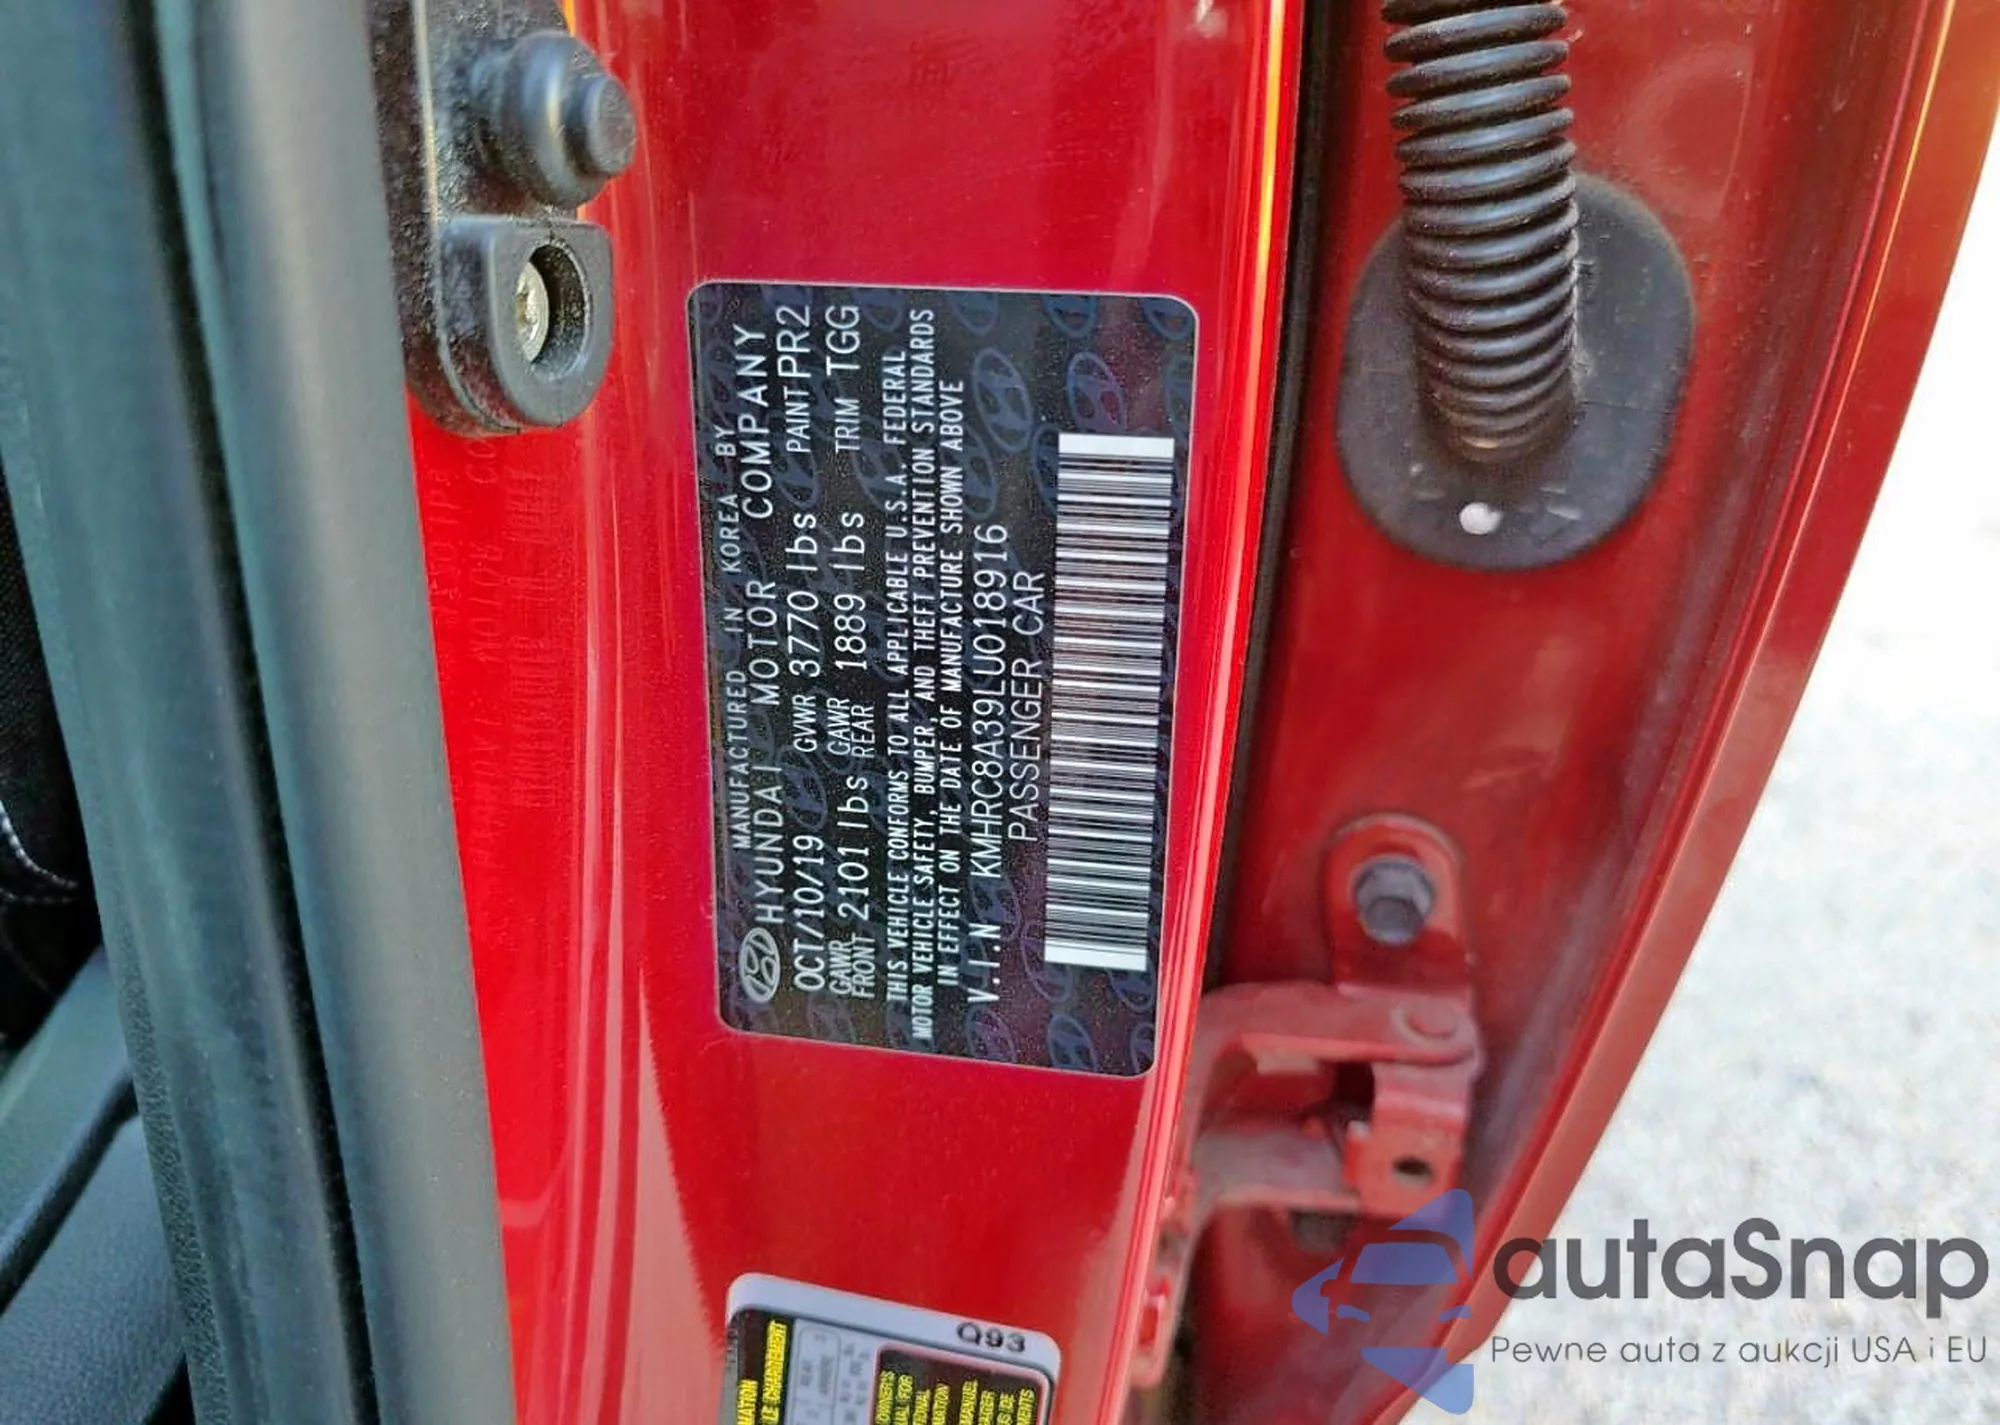 MANUFACTURED IN KOREA BY
HYUNDAI MOTOR COMPANY
OCT/10/19 GVWR 3770 lbs PAINT PR2
GAWR FRONT 2101 lbs GAWR REAR 1889 lbs TRIM TGG
THIS VEHICLE CONFORMS TO ALL APPLICABLE U.S.A. FEDERAL
MOTOR VEHICLE SAFETY, BUMPER, AND THEFT PREVENTION STANDARDS
IN EFFECT ON THE DATE OF MANUFACTURE SHOWN ABOVE
V.I.N KMHRC8A39LU018916
PASSENGER CAR
Q93
LE CHARGEMENT
autaSnap
Pewne auta z aukcji USA i EU